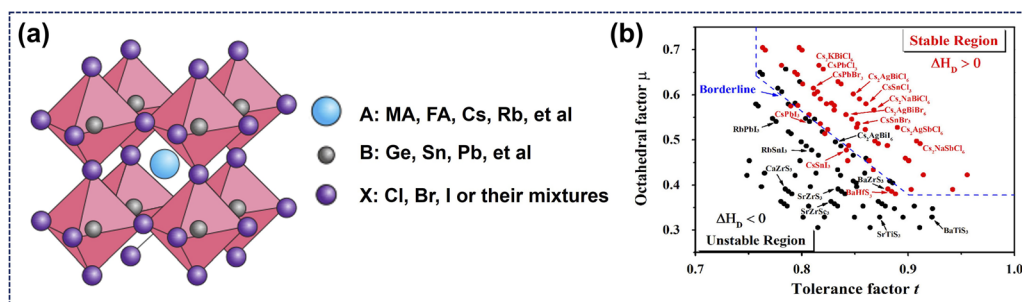 (a)
A: MA, FA, Cs, Rb, et al
B: Ge, Sn, Pb, et al
X: Cl, Br, I or their mixtures
(b)
Octahedral factor μ
0.7
0.6
0.5
0.4
0.3
Stable Region
ΔH_D > 0
Cs₂KBiCl₆
CsPbCl₃
CsPbBr₃
Cs₂AgBiCl₆
CsSnCl₃
Borderline
Cs₂NaBiCl₆
Cs₂AgBiBr₄
CsPbI₃
CsSnBr₃
RbPbI₃
Cs₂AgSbCl₆
Cs₂AgBiI₆
RbSnI₃
Cs₂NaSbCl₆
CsSnI₃
CaZrS₃
BaZrS₃
SrZrS₃
BaHfS₃
ΔH_D < 0
SrZrSe₃
Unstable Region
SrTiS₃
BaTiS₃
0.7
0.8
0.9
1.0
Tolerance factor t